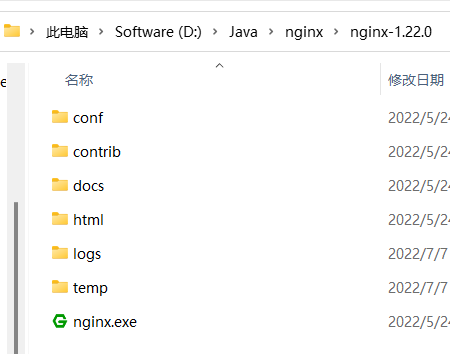 此电脑 > Software (D:) > Java > nginx > nginx-1.22.0
名称 修改日期
conf 2022/5/24
contrib 2022/5/24
docs 2022/5/24
html 2022/5/24
logs 2022/7/7
temp 2022/7/7
nginx.exe 2022/5/24